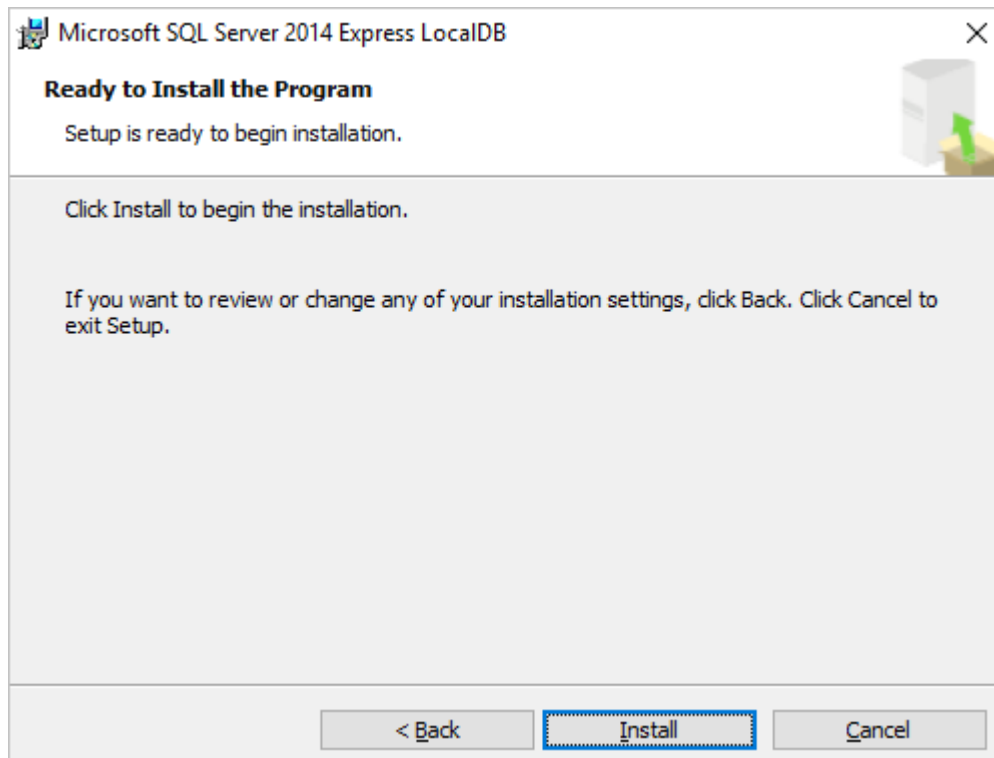 Microsoft SQL Server 2014 Express LocalDB
Ready to Install the Program
Setup is ready to begin installation.
Click Install to begin the installation.
If you want to review or change any of your installation settings, click Back. Click Cancel to
exit Setup.
< Back
Install
Cancel